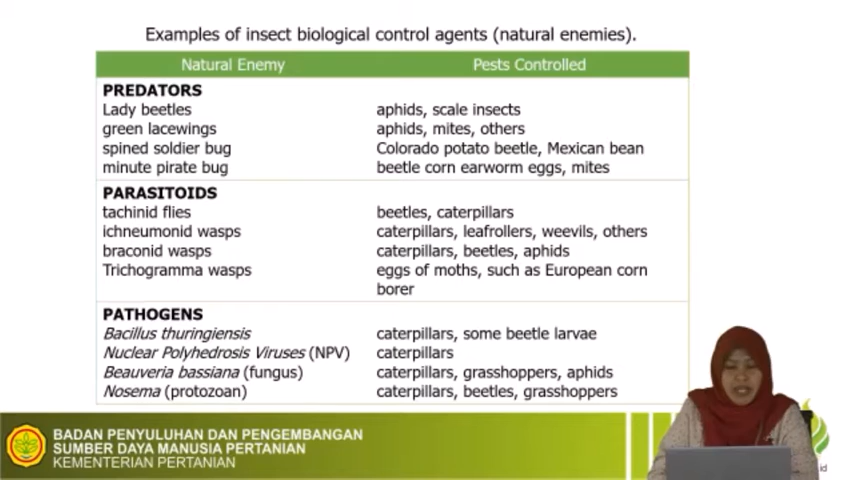 Examples of insect biological control agents (natural enemies).
Natural Enemy Pests Controlled
PREDATORS
Lady beetles aphids, scale insects
green lacewings aphids, mites, others
spined soldier bug Colorado potato beetle, Mexican bean
minute pirate bug beetle corn earworm eggs, mites
PARASITOIDS
tachinid flies beetles, caterpillars
ichneumonid wasps caterpillars, leafrollers, weevils, others
braconid wasps caterpillars, beetles, aphids
Trichogramma wasps eggs of moths, such as European corn
borer
PATHOGENS
Bacillus thuringiensis caterpillars, some beetle larvae
Nuclear Polyhedrosis Viruses (NPV) caterpillars
Beauveria bassiana (fungus) caterpillars, grasshoppers, aphids
Nosema (protozoan) caterpillars, beetles, grasshoppers
BADAN PENYULUHAN DAN PENGEMBANGAN
SUMBER DAYA MANUSIA PERTANIAN
KEMENTERIAN PERTANIAN
.id